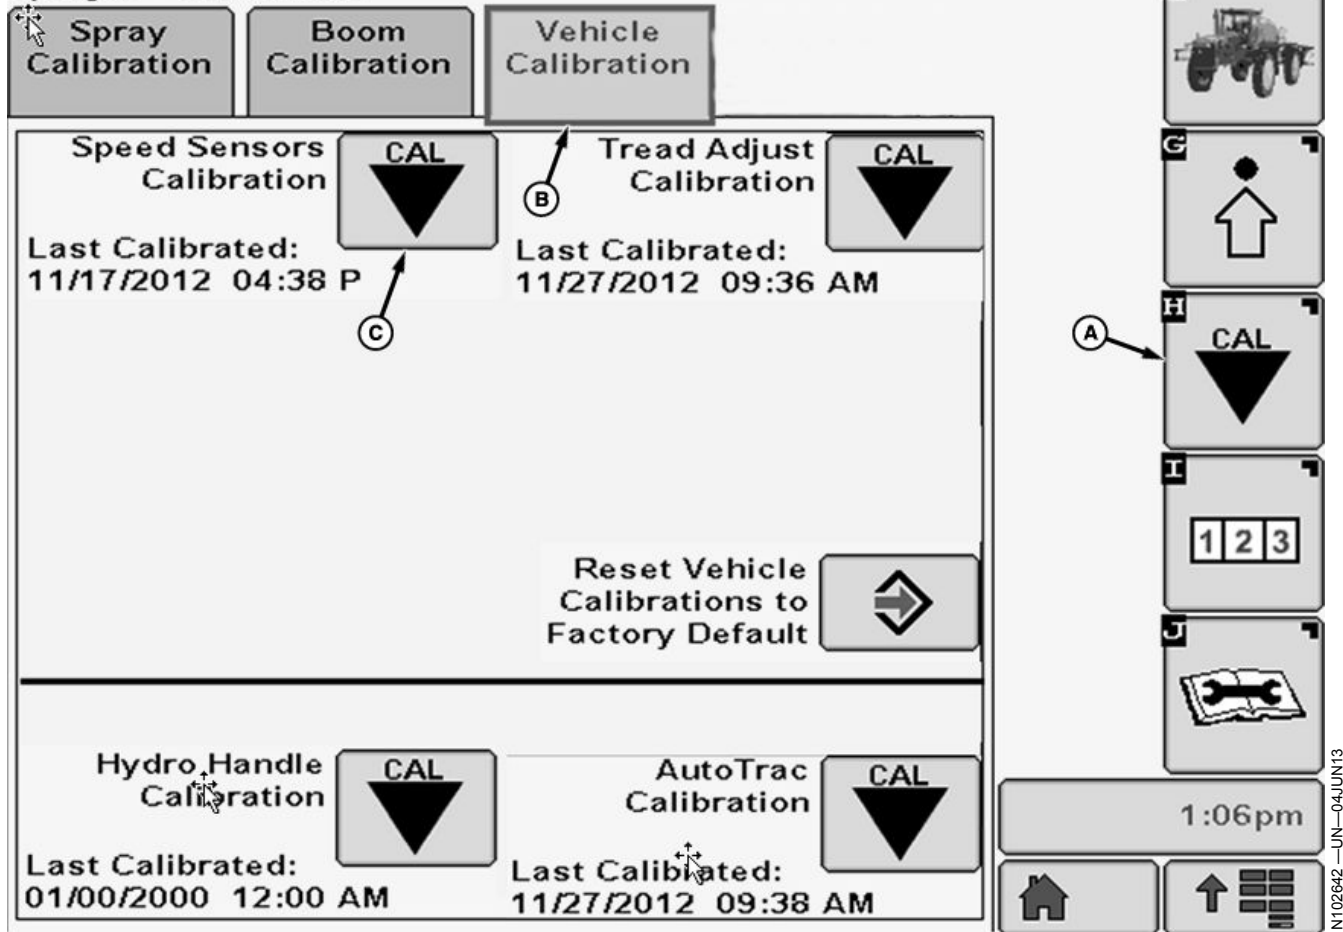 Spray
Calibration
Boom
Calibration
Vehicle
Calibration
Speed Sensors
Calibration
CAL
Last Calibrated:
11/17/2012 04:38 P
Tread Adjust
Calibration
CAL
Last Calibrated:
11/27/2012 09:36 AM
B
C
Reset Vehicle
Calibrations to
Factory Default
Hydro Handle
Calibration
CAL
Last Calibrated:
01/00/2000 12:00 AM
AutoTrac
Calibration
CAL
Last Calibrated:
11/27/2012 09:38 AM
G
A
H
CAL
I
1 2 3
J
1:06pm
N102642 —UN—04JUN13